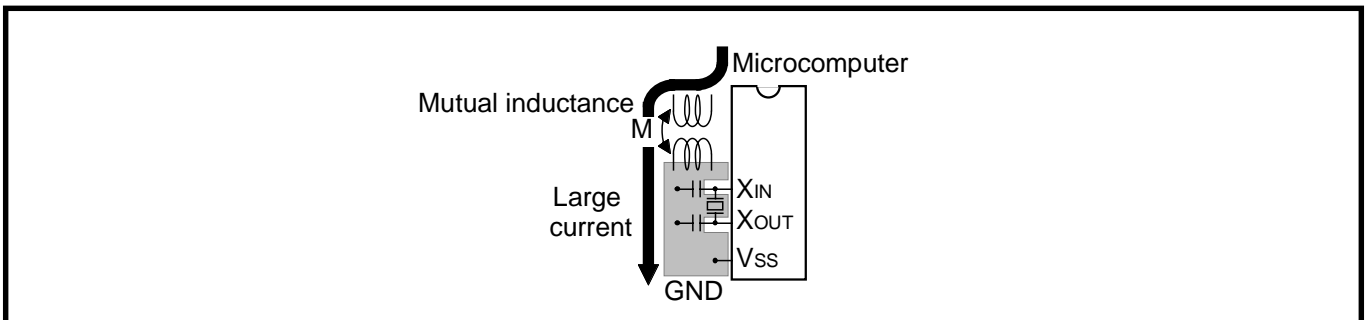 Microcomputer
Mutual inductance
M
Large
current
XIN
XOUT
VSS
GND